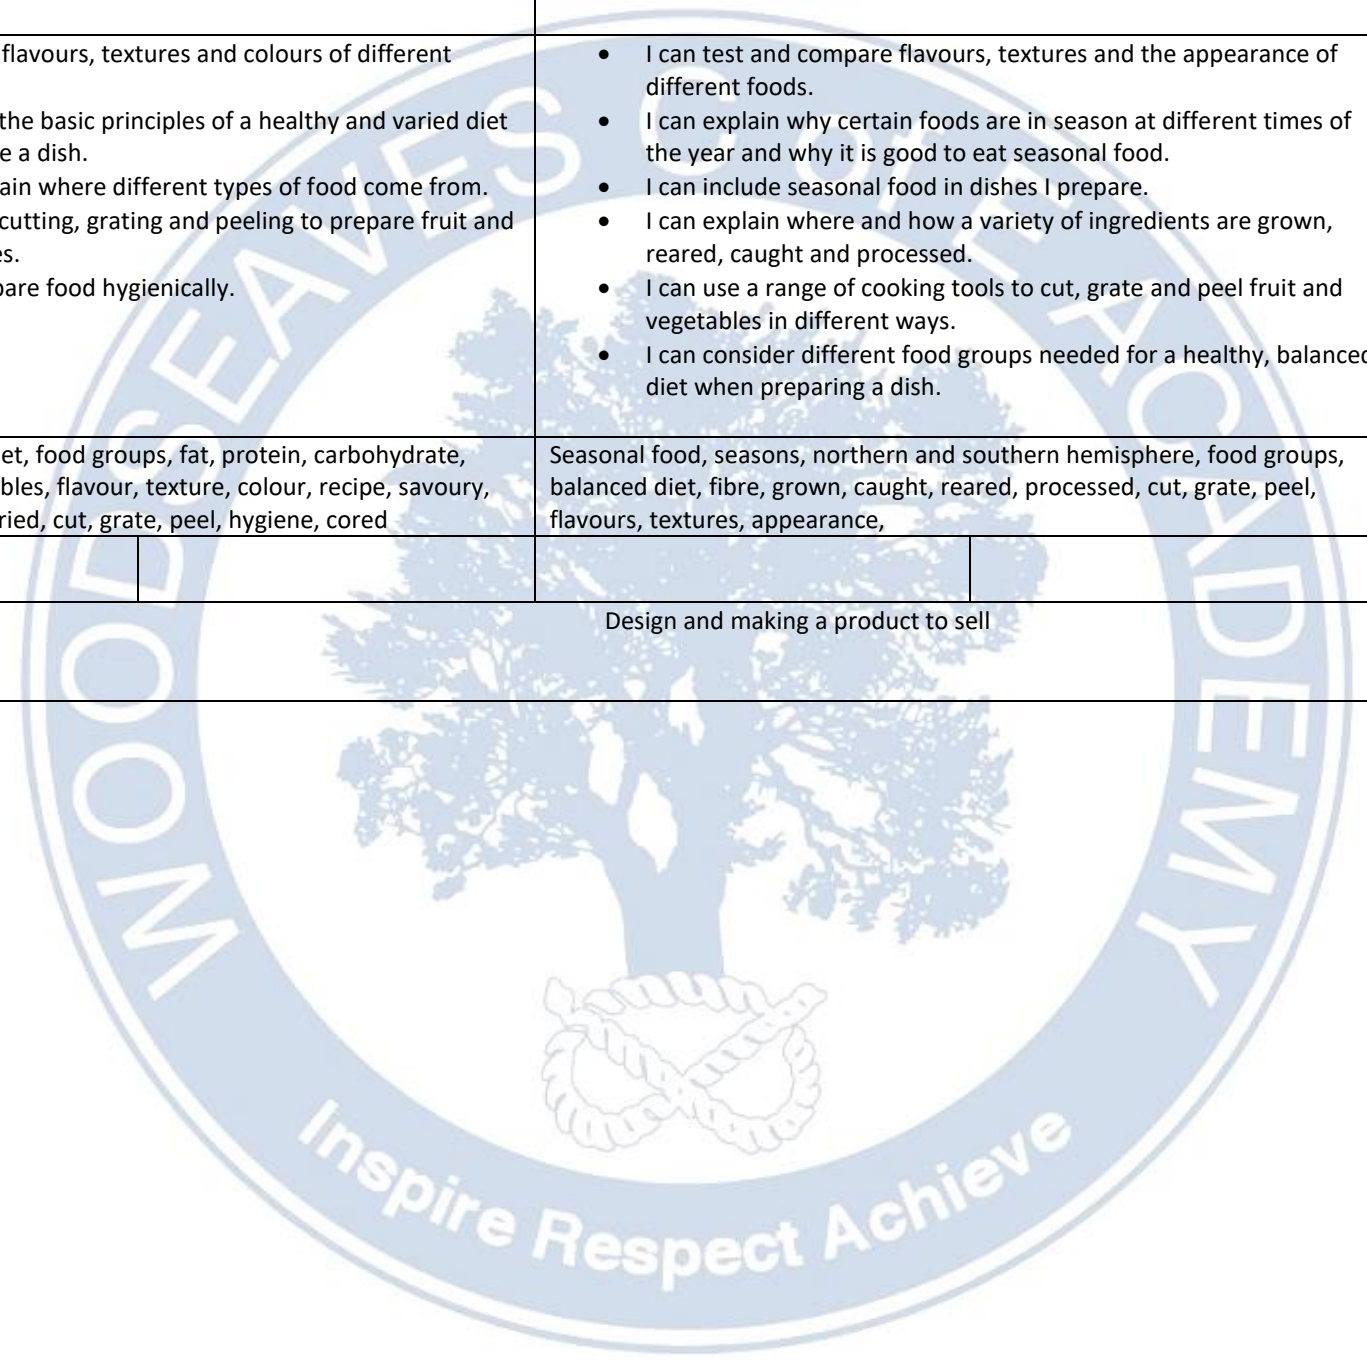 flavours, textures and colours of different
the basic principles of a healthy and varied diet
e a dish.
ain where different types of food come from.
cutting, grating and peeling to prepare fruit and
es.
pare food hygienically.
• I can test and compare flavours, textures and the appearance of
different foods.
• I can explain why certain foods are in season at different times of
the year and why it is good to eat seasonal food.
• I can include seasonal food in dishes I prepare.
• I can explain where and how a variety of ingredients are grown,
reared, caught and processed.
• I can use a range of cooking tools to cut, grate and peel fruit and
vegetables in different ways.
• I can consider different food groups needed for a healthy, balanced
diet when preparing a dish.
et, food groups, fat, protein, carbohydrate,
bles, flavour, texture, colour, recipe, savoury,
ried, cut, grate, peel, hygiene, cored
Seasonal food, seasons, northern and southern hemisphere, food groups,
balanced diet, fibre, grown, caught, reared, processed, cut, grate, peel,
flavours, textures, appearance,
Design and making a product to sell
WOODSEAVES C of E ACADEMY
Inspire Respect Achieve